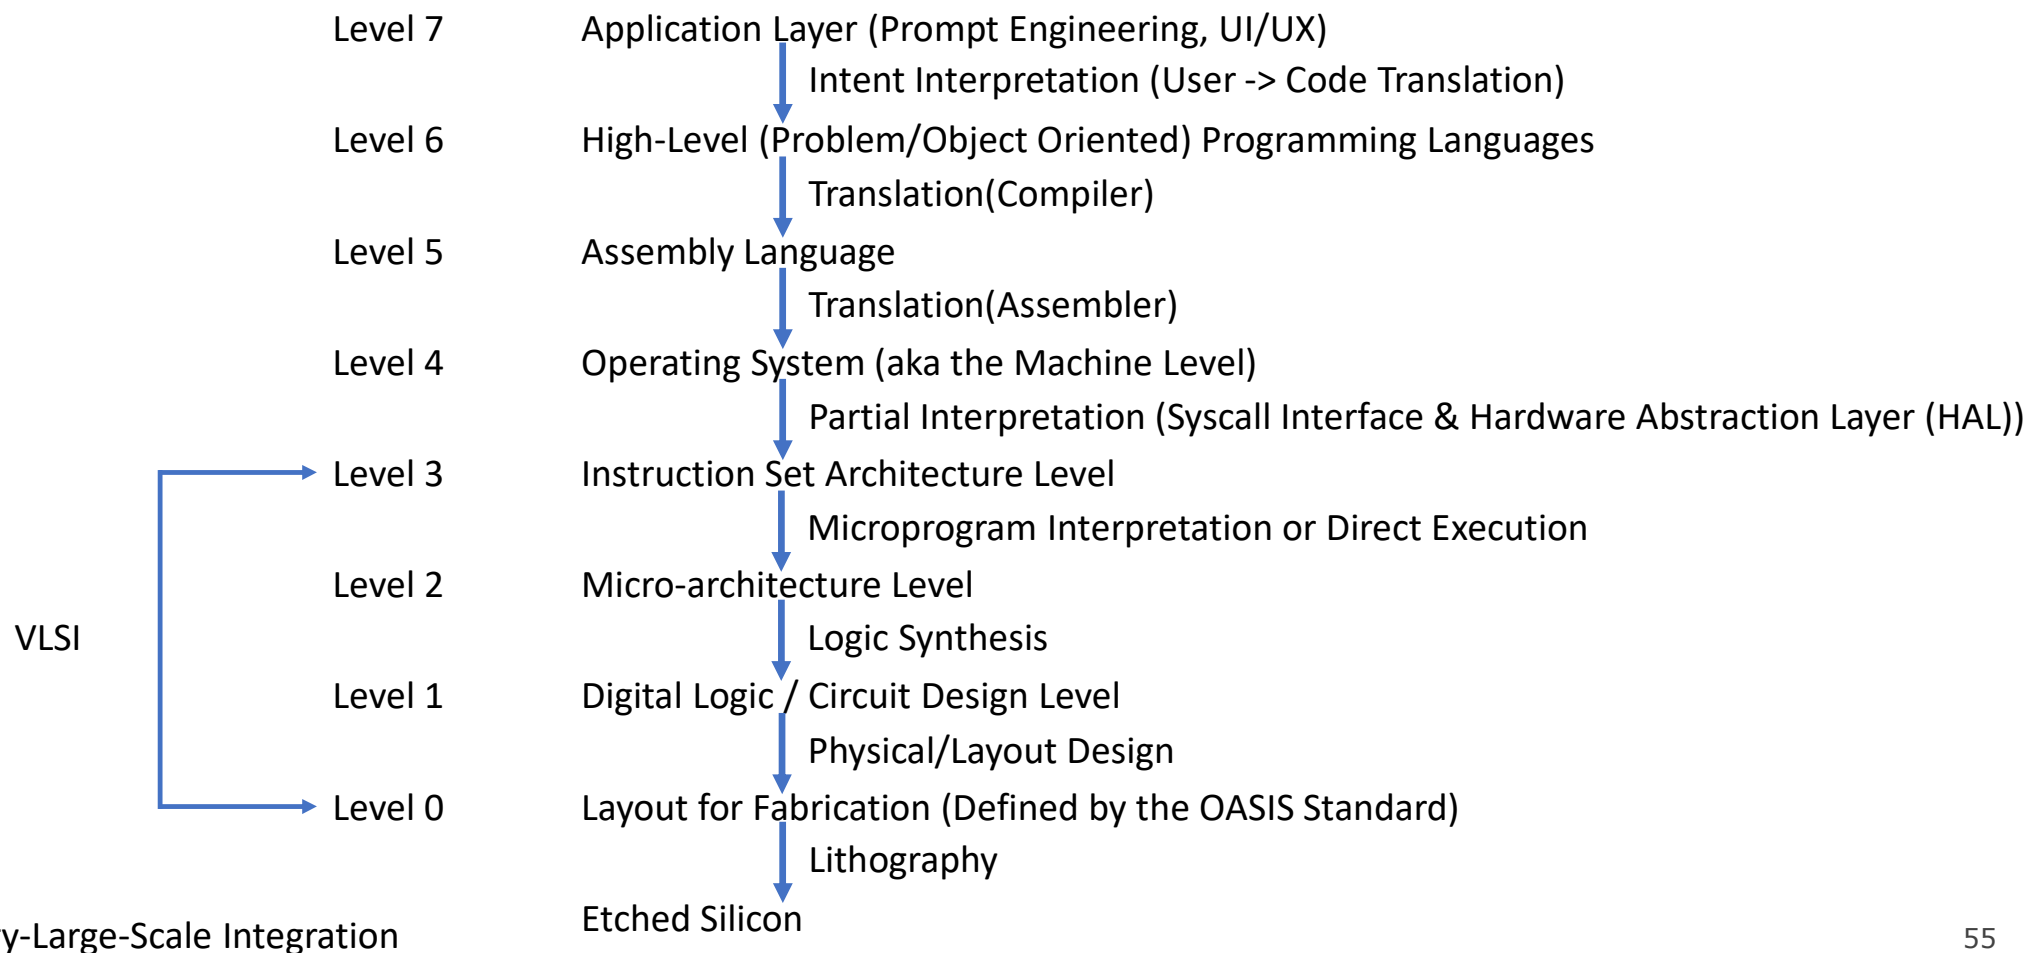 Level 7 Application Layer (Prompt Engineering, UI/UX)
Intent Interpretation (User -> Code Translation)
Level 6 High-Level (Problem/Object Oriented) Programming Languages
Translation(Compiler)
Level 5 Assembly Language
Translation(Assembler)
Level 4 Operating System (aka the Machine Level)
Partial Interpretation (Syscall Interface & Hardware Abstraction Layer (HAL))
Level 3 Instruction Set Architecture Level
Microprogram Interpretation or Direct Execution
Level 2 Micro-architecture Level
VLSI Logic Synthesis
Level 1 Digital Logic / Circuit Design Level
Physical/Layout Design
Level 0 Layout for Fabrication (Defined by the OASIS Standard)
Lithography
Etched Silicon
y-Large-Scale Integration
55